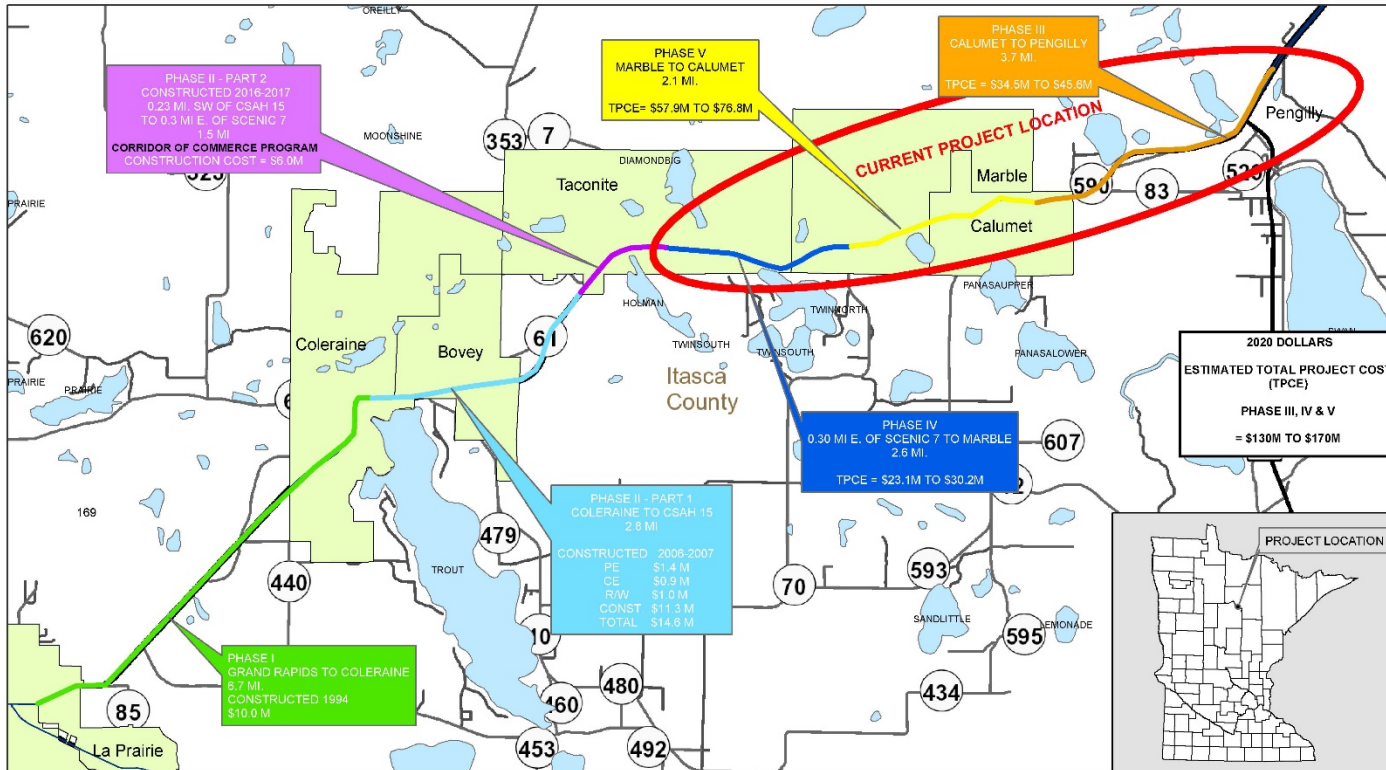 OREILLY
PHASE III
CALUMET TO PENGILLY
3.7 MI.
TPCE = $34.5M TO $45.6M
PHASE V
MARBLE TO CALUMET
2.1 MI.
TPCE= $57.9M TO $76.8M
PHASE II - PART 2
CONSTRUCTED 2016-2017
0.23 MI. SW OF CSAH 15
TO 0.3 MI E. OF SCENIC 7
1.5 MI
CORRIDOR OF COMMERCE PROGRAM
CONSTRUCTION COST = $6.0M
Pengilly
CURRENT PROJECT LOCATION
MOONSHINE
353
7
DIAMONDBIG
Taconite
Marble
590
83
PRAIRIE
Calumet
PANASAUPPER
HOLMAN
TWINNORTH
TWINSOUTH
TWINSOUTH
PANASALOWER
620
Coleraine
Bovey
61
PRAIRIE
PRAIRIE
Itasca
County
2020 DOLLARS
ESTIMATED TOTAL PROJECT COST
(TPCE)
PHASE III, IV & V
= $130M TO $170M
PHASE IV
0.30 MI E. OF SCENIC 7 TO MARBLE
2.6 MI.
TPCE = $23.1M TO $30.2M
607
169
PHASE II - PART 1
COLERAINE TO CSAH 15
2.8 MI
CONSTRUCTED 2006-2007
PE $1.4 M
CE $0.9 M
R/W $1.0 M
CONST $11.3 M
TOTAL $14.6 M
479
PROJECT LOCATION
440
TROUT
70
593
SANDLITTLE
595
LEMONADE
PHASE I
GRAND RAPIDS TO COLERAINE
6.7 MI.
CONSTRUCTED 1994
$10.0 M
480
434
460
85
La Prairie
453
492